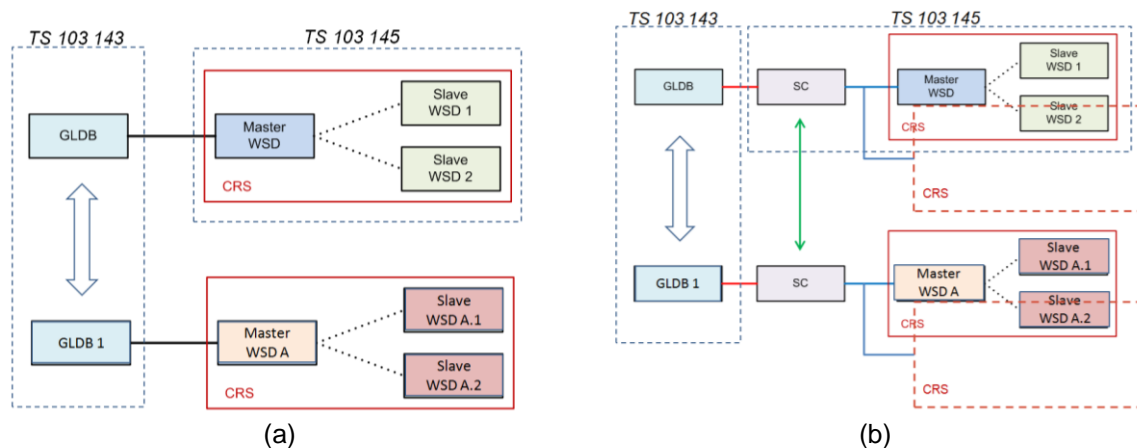 TS 103 143
TS 103 145
GLDB
Master
WSD
Slave
WSD 1
Slave
WSD 2
CRS
GLDB 1
Master
WSD A
Slave
WSD A.1
Slave
WSD A.2
CRS
(a)
TS 103 143
TS 103 145
GLDB
SC
Master
WSD
Slave
WSD 1
Slave
WSD 2
CRS
CRS
GLDB 1
SC
Master
WSD A
Slave
WSD A.1
Slave
WSD A.2
CRS
CRS
(b)